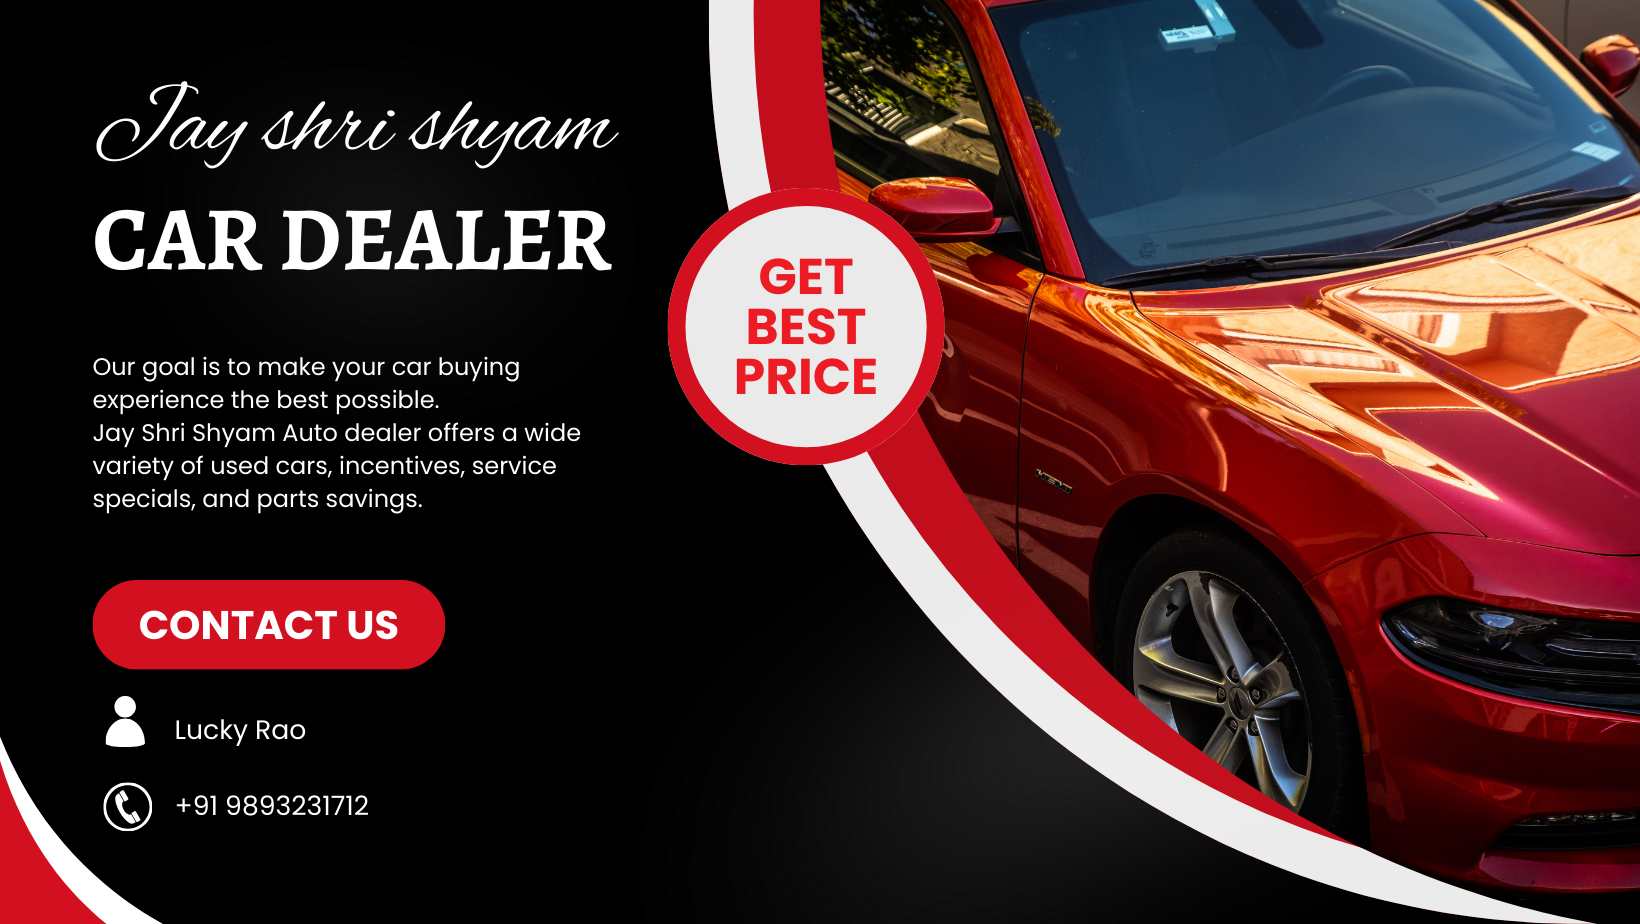 Jay shri shyam
CAR DEALER
GET
BEST
PRICE
Our goal is to make your car buying
experience the best possible.
Jay Shri Shyam Auto dealer offers a wide
variety of used cars, incentives, service
specials, and parts savings.
CONTACT US
Lucky Rao
+91 9893231712